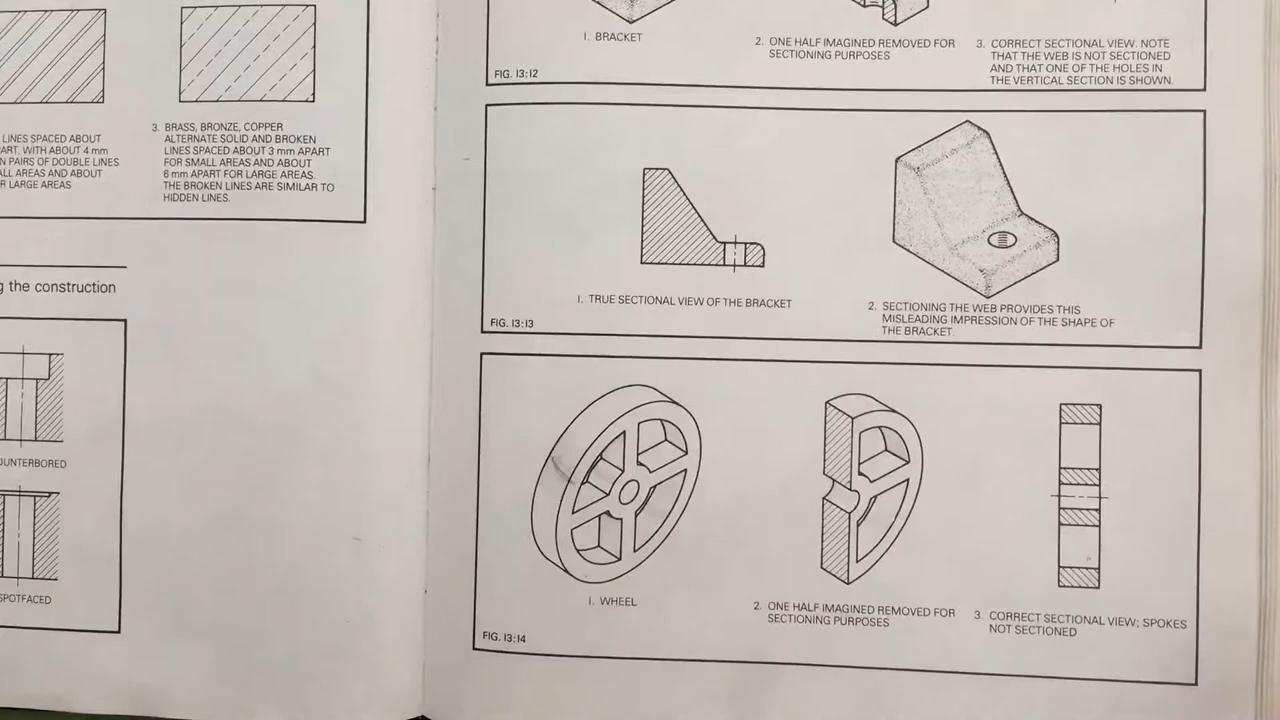 LINES SPACED ABOUT
ART. WITH ABOUT 4 mm
N PAIRS OF DOUBLE LINES
ALL AREAS AND ABOUT
R LARGE AREAS
3. BRASS, BRONZE, COPPER
ALTERNATE SOLID AND BROKEN
LINES SPACED ABOUT 3 mm APART
FOR SMALL AREAS AND ABOUT
6 mm APART FOR LARGE AREAS.
THE BROKEN LINES ARE SIMILAR TO
HIDDEN LINES.
g the construction
OUNTERBORED
SPOTFACED
1. BRACKET
2. ONE HALF IMAGINED REMOVED FOR
SECTIONING PURPOSES
3. CORRECT SECTIONAL VIEW. NOTE
THAT THE WEB IS NOT SECTIONED
AND THAT ONE OF THE HOLES IN
THE VERTICAL SECTION IS SHOWN.
FIG. 13:12
1. TRUE SECTIONAL VIEW OF THE BRACKET
2. SECTIONING THE WEB PROVIDES THIS
MISLEADING IMPRESSION OF THE SHAPE OF
THE BRACKET.
FIG. 13:13
1. WHEEL
2. ONE HALF IMAGINED REMOVED FOR
SECTIONING PURPOSES
3. CORRECT SECTIONAL VIEW; SPOKES
NOT SECTIONED
FIG. 13:14